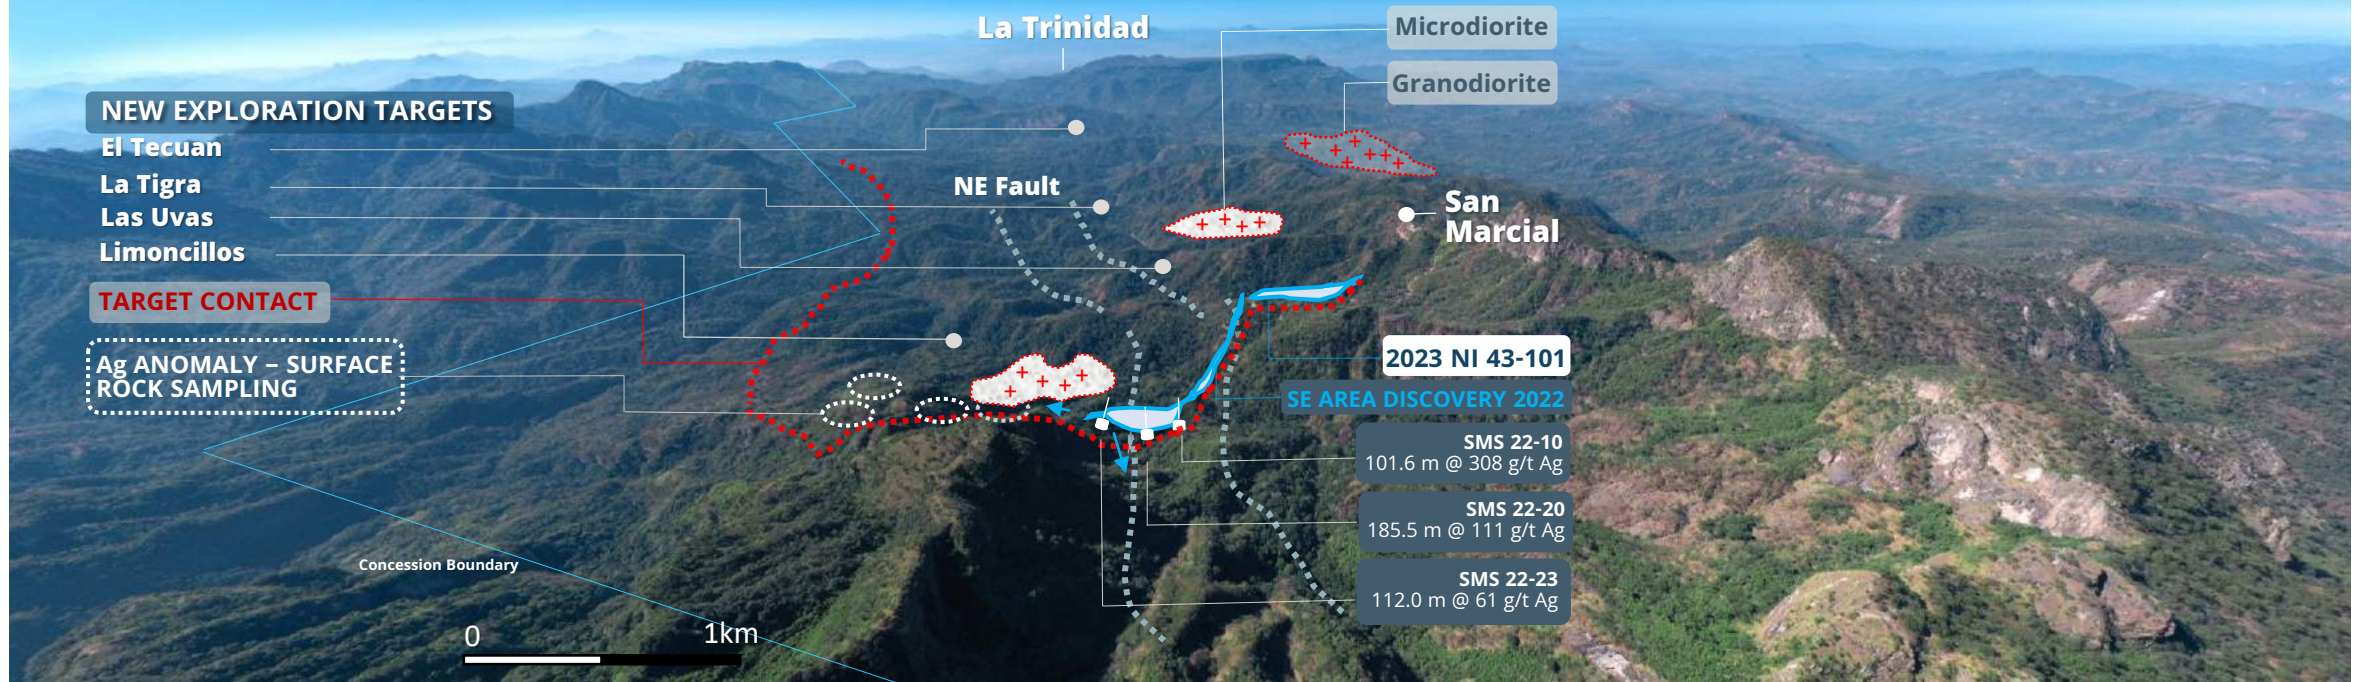 La Trinidad
Microdiorite
Granodiorite
NEW EXPLORATION TARGETS
El Tecuan
La Tigra
Las Uvas
Limoncillos
TARGET CONTACT
Ag ANOMALY – SURFACE
ROCK SAMPLING
NE Fault
San
Marcial
2023 NI 43-101
SE AREA DISCOVERY 2022
SMS 22-10
101.6 m @ 308 g/t Ag
SMS 22-20
185.5 m @ 111 g/t Ag
SMS 22-23
112.0 m @ 61 g/t Ag
Concession Boundary
0 1km